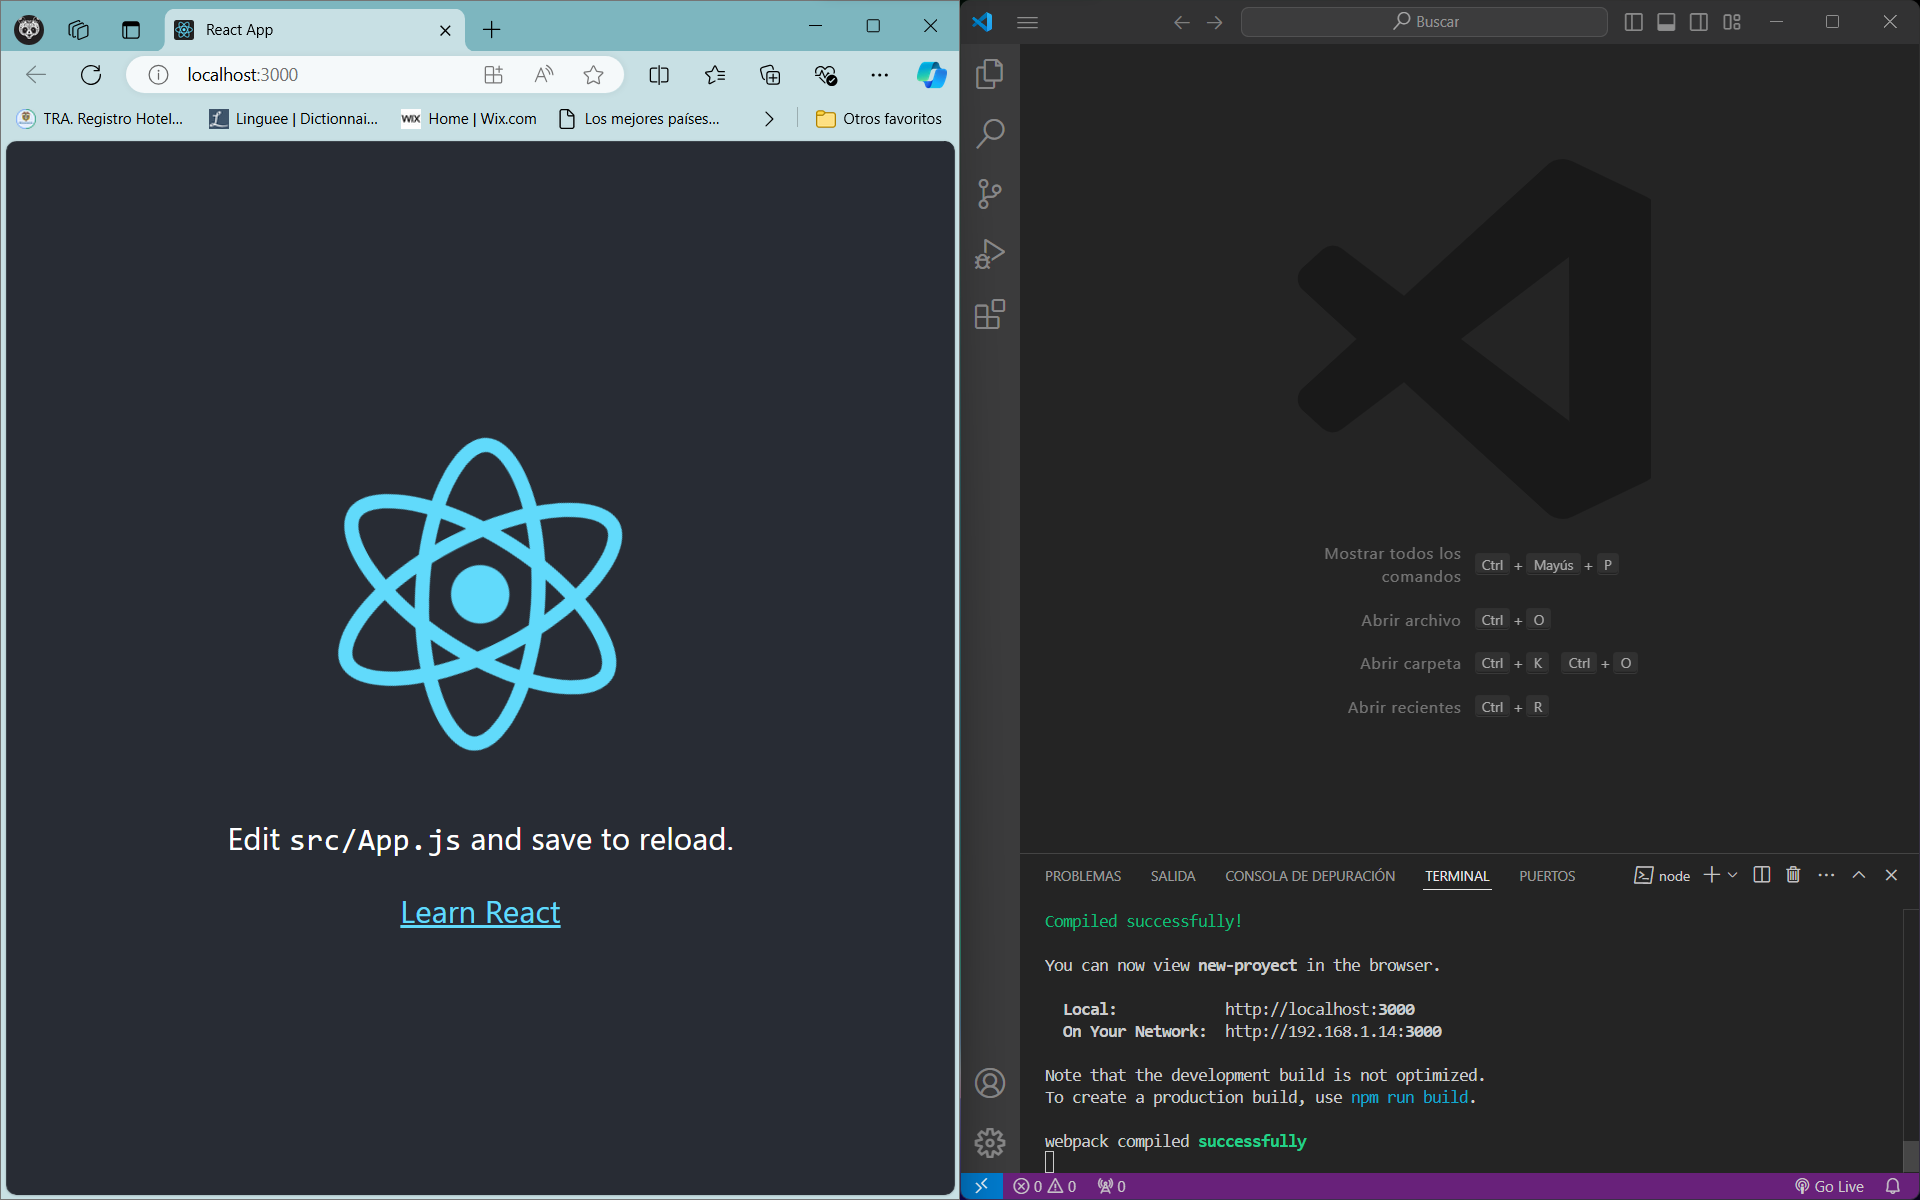 React App
localhost:3000
TRA. Registro Hotel...
Linguee | Dictionnai...
WIX
Home | Wix.com
Los mejores países...
Otros favoritos
Edit src/App.js and save to reload.
Learn React
Buscar
Mostrar todos los comandos Ctrl + Mayús + P
Abrir archivo Ctrl + O
Abrir carpeta Ctrl + K Ctrl + O
Abrir recientes Ctrl + R
PROBLEMAS SALIDA CONSOLA DE DEPURACIÓN TERMINAL PUERTOS node
Compiled successfully!
You can now view new-proyect in the browser.
Local: http://localhost:3000
On Your Network: http://192.168.1.14:3000
Note that the development build is not optimized.
To create a production build, use npm run build.
webpack compiled successfully
0 0 0 Go Live